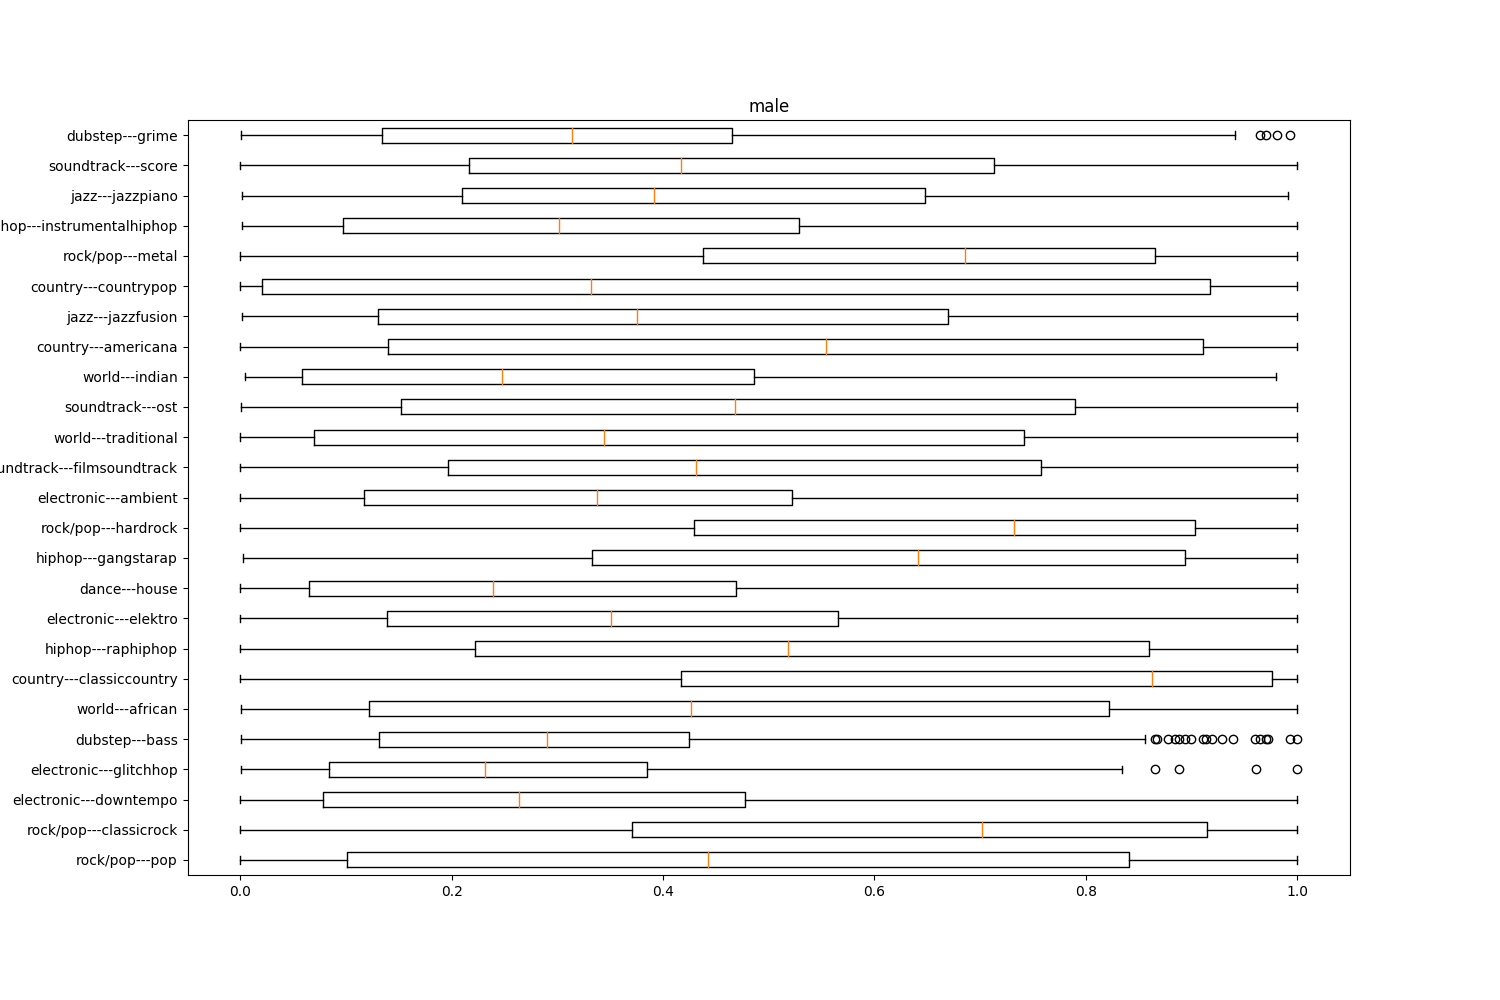 male
dubstep---grime
soundtrack---score
jazz---jazzpiano
hop---instrumentalhiphop
rock/pop---metal
country---countrypop
jazz---jazzfusion
country---americana
world---indian
soundtrack---ost
world---traditional
undtrack---filmsoundtrack
electronic---ambient
rock/pop---hardrock
hiphop---gangstarap
dance---house
electronic---elektro
hiphop---raphiphop
country---classiccountry
world---african
dubstep---bass
electronic---glitchhop
electronic---downtempo
rock/pop---classicrock
rock/pop---pop
0.0 0.2 0.4 0.6 0.8 1.0